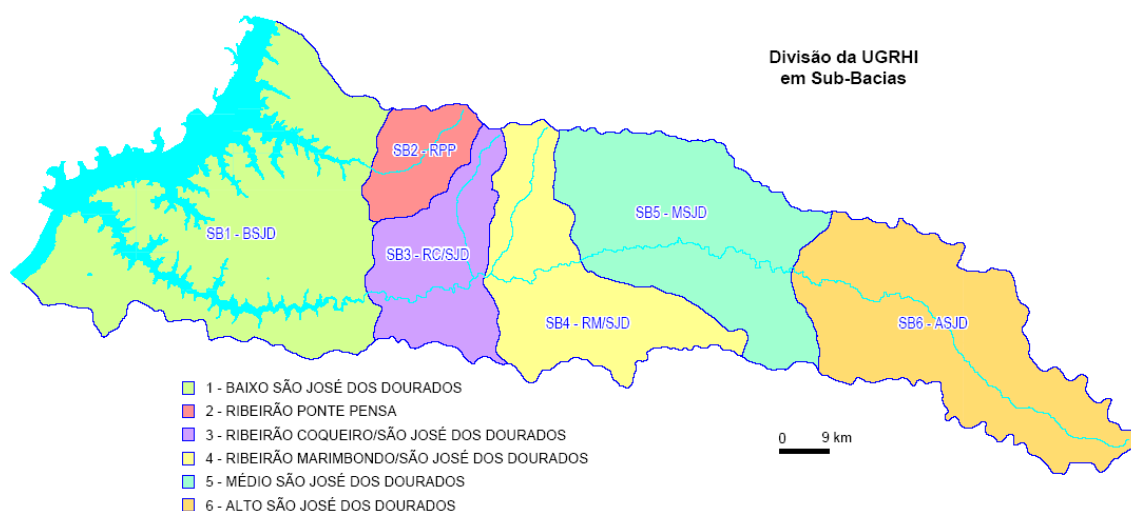 Divisão da UGRHI
em Sub-Bacias
SB2 - RPP
SB1 - BSJD
SB3 - RC/SJD
SB5 - MSJD
SB4 - RM/SJD
SB6 - ASJD
1 - BAIXO SÃO JOSÉ DOS DOURADOS
2 - RIBEIRÃO PONTE PENSA
3 - RIBEIRÃO COQUEIRO/SÃO JOSÉ DOS DOURADOS
4 - RIBEIRÃO MARIMBONDO/SÃO JOSÉ DOS DOURADOS
5 - MÉDIO SÃO JOSÉ DOS DOURADOS
6 - ALTO SÃO JOSÉ DOS DOURADOS
0 9 km